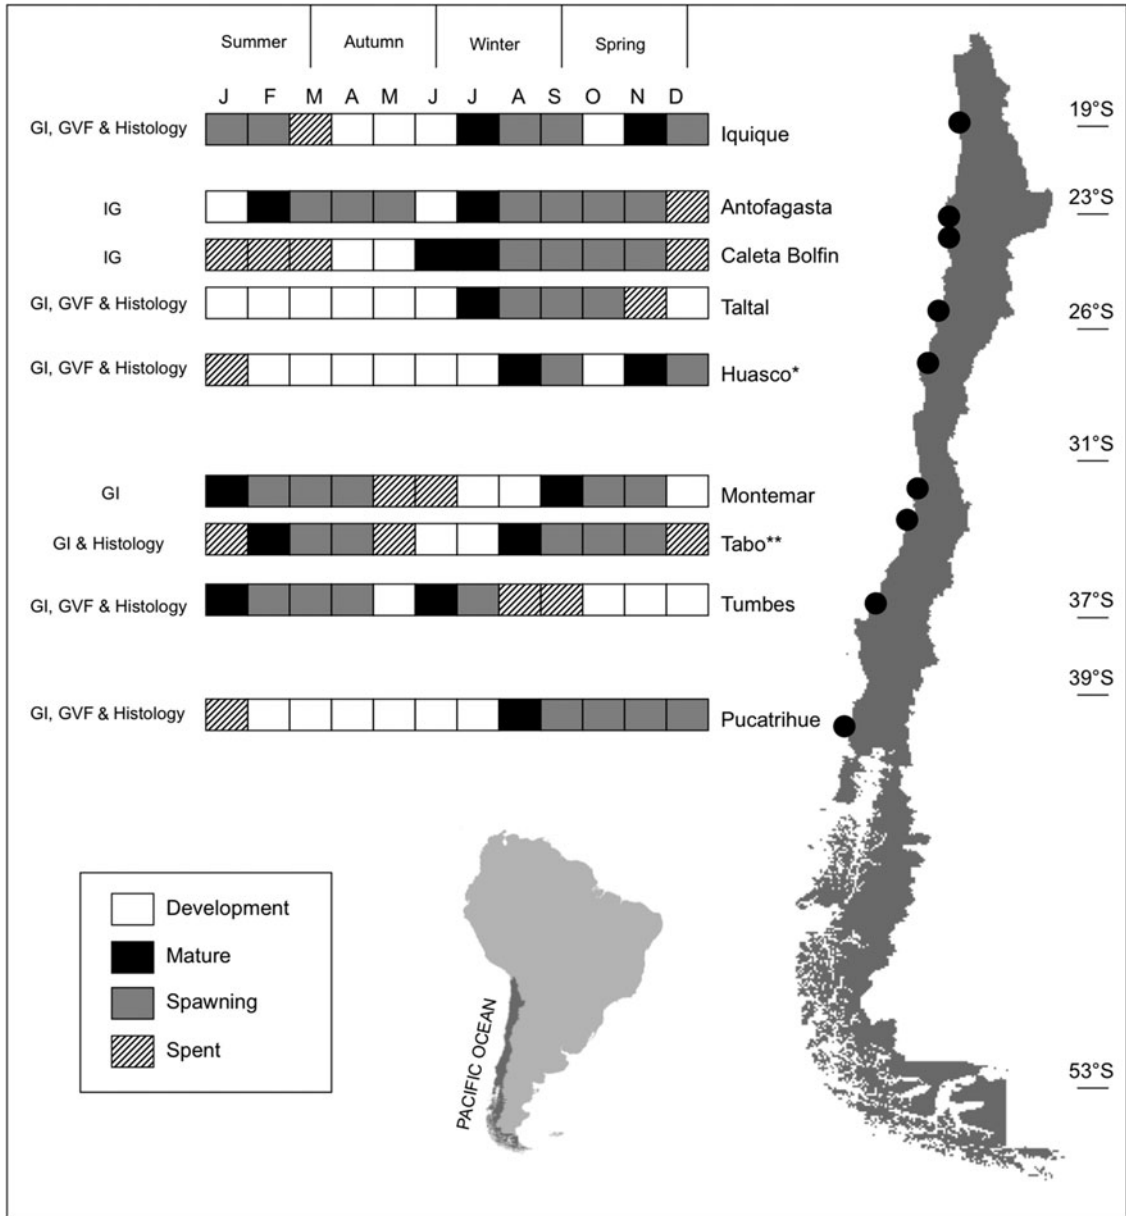 Summer Autumn Winter Spring
J F M A M J J A S O N D
GI, GVF & Histology Iquique 19°S
IG Antofagasta 23°S
IG Caleta Bolfin
GI, GVF & Histology Taltal 26°S
GI, GVF & Histology Huasco*
31°S
GI Montemar
GI & Histology Tabo**
GI, GVF & Histology Tumbes 37°S
39°S
GI, GVF & Histology Pucatrihue
Development
Mature
Spawning
Spent
PACIFIC OCEAN
53°S